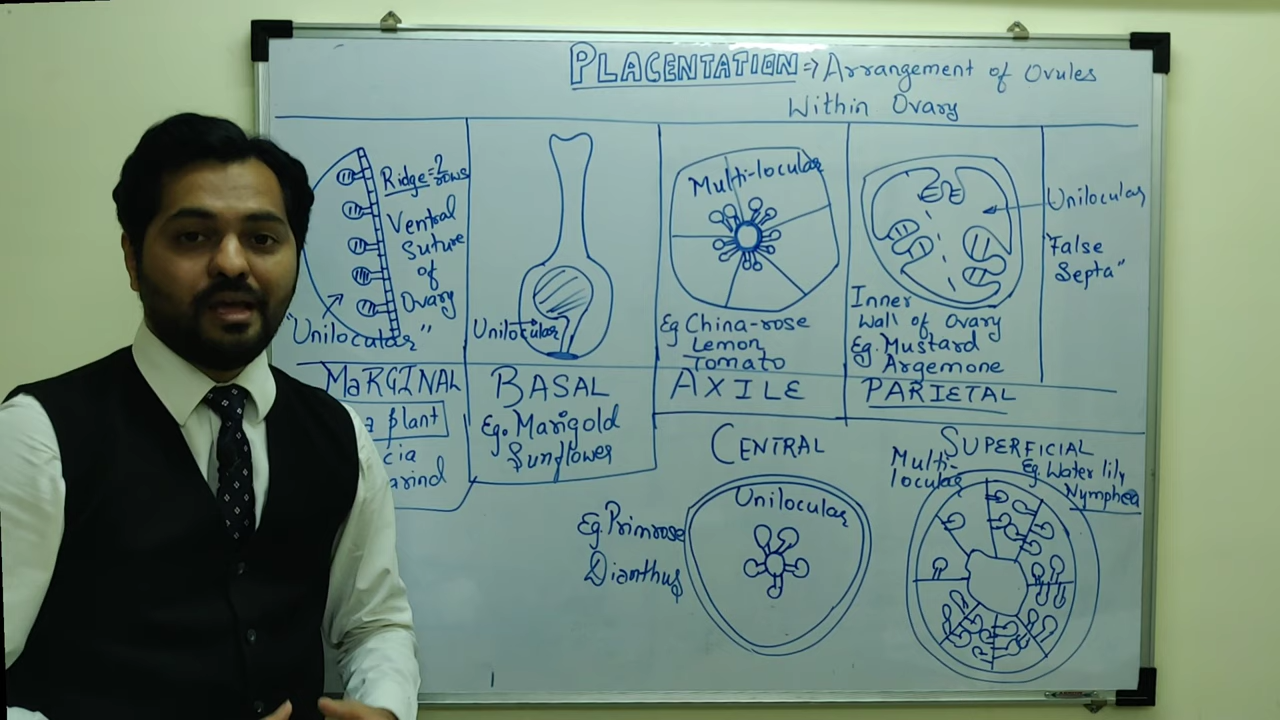 PLACENTATION ⇒ Arrangement of Ovules
Within Ovary
Ridge = 2 rows
Ventral
Suture
of
Ovary
"Unilocular"
MARGINAL
plant
Unilocular
BASAL
Eg. Marigold
Sunflower
Multi-locular
Eg China-rose
Lemon
Tomato
AXILE
Inner
Wall of Ovary
Eg. Mustard
Argemone
PARIETAL
Unilocular
"False
Septa"
CENTRAL
Unilocular
Eg. Primrose
Dianthus
SUPERFICIAL
Multi-
locular
Eg. Water lily
Nymphea